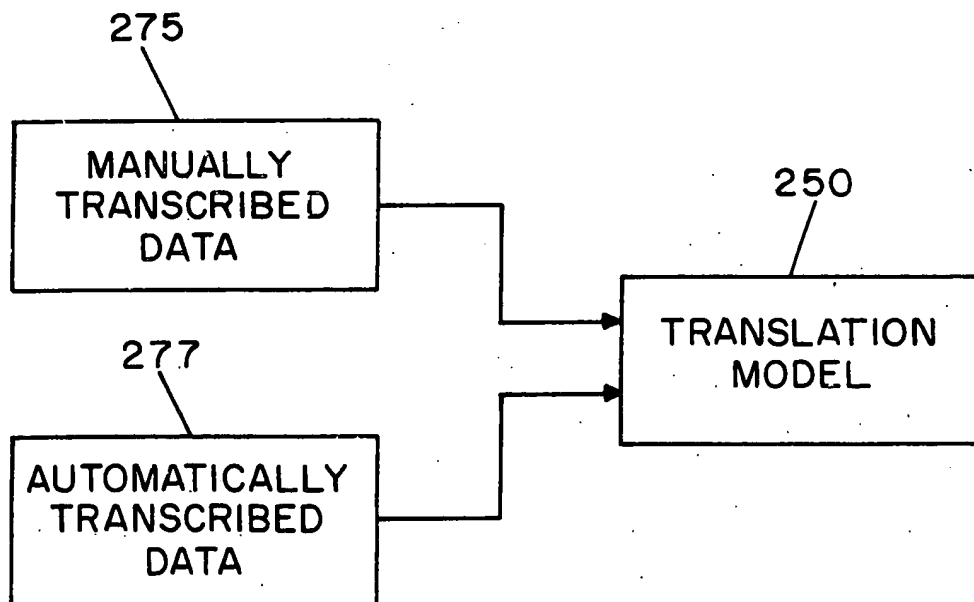 275
MANUALLY
TRANSCRIBED
DATA
250
TRANSLATION
MODEL
277
AUTOMATICALLY
TRANSCRIBED
DATA